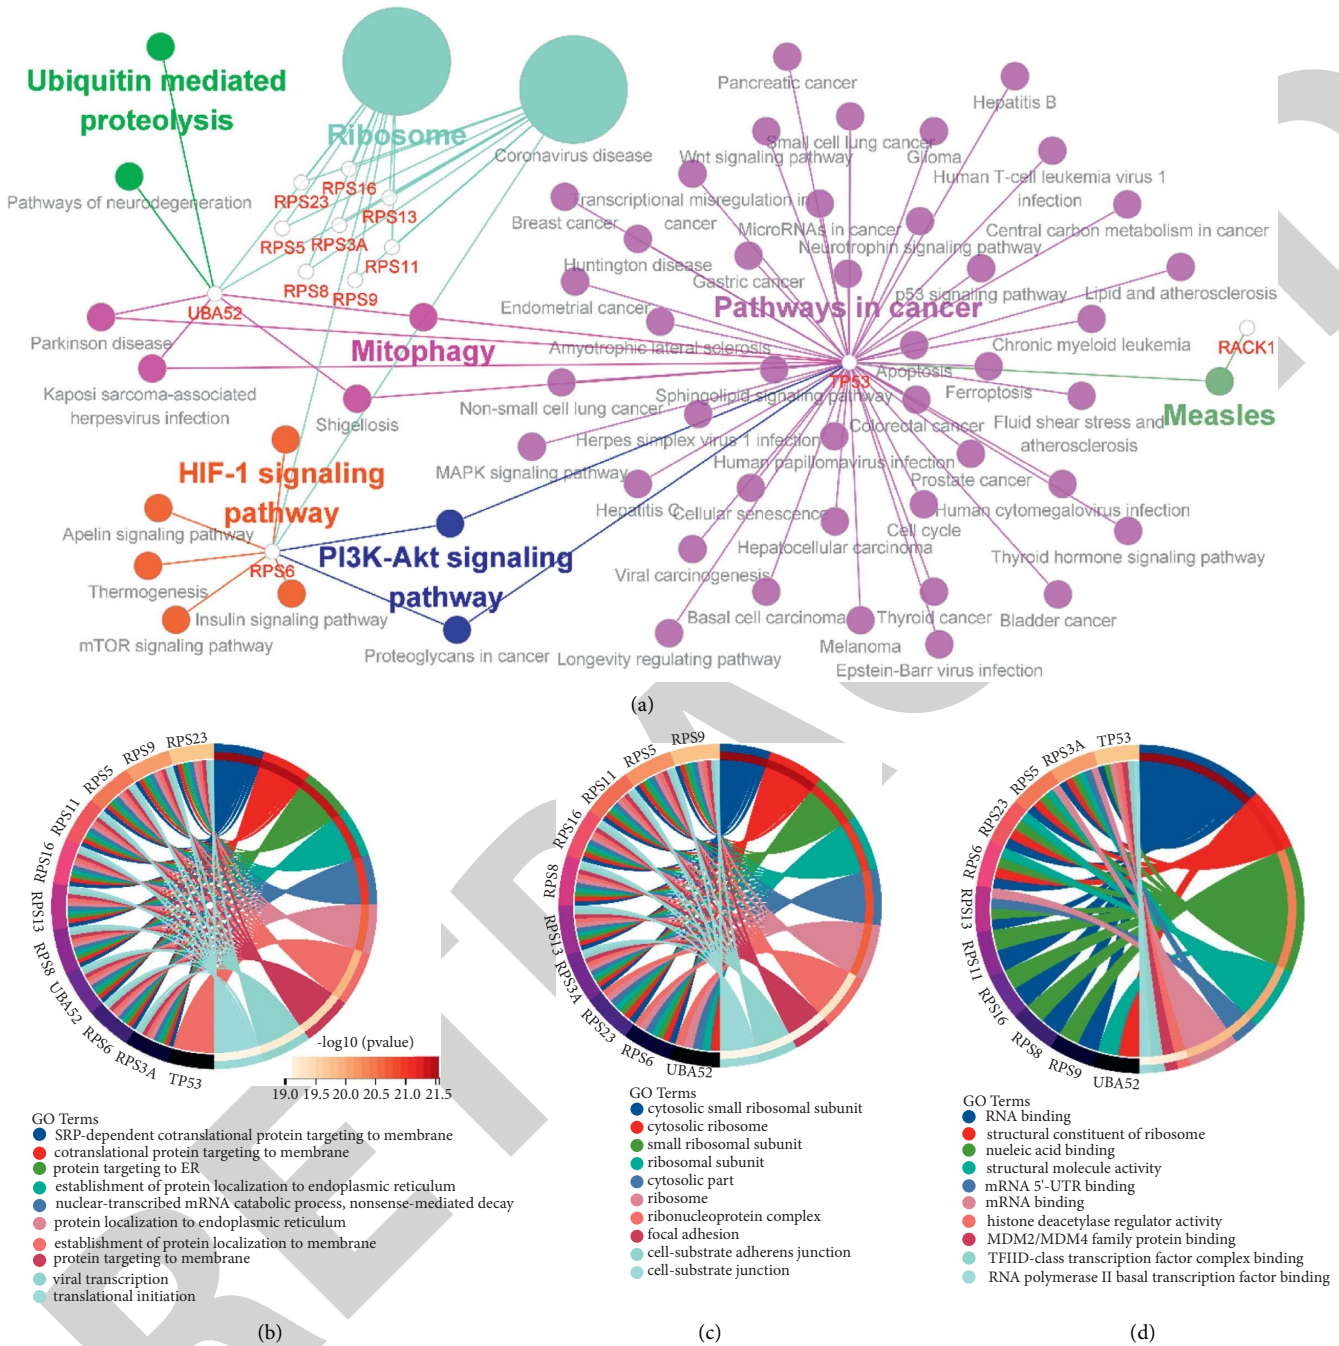 Ubiquitin mediated
proteolysis
Pathways of neurodegeneration
Ribosome
Coronavirus disease
RPS16
RPS23
RPS13
RPS5
RPS3A
RPS11
RPS8
RPS9
UBA52
Parkinson disease
Mitophagy
Kaposi sarcoma-associated
herpesvirus infection
Shigellosis
HIF-1 signaling
pathway
Apelin signaling pathway
RPS6
Thermogenesis
Insulin signaling pathway
mTOR signaling pathway
PI3K-Akt signaling
pathway
Proteoglycans in cancer
Pancreatic cancer
Hepatitis B
Small cell lung cancer
Wnt signaling pathway
Glioma
Human T-cell leukemia virus 1
infection
Transcriptional misregulation in
cancer
Breast cancer
MicroRNAs in cancer
Central carbon metabolism in cancer
Neurotrophin signaling pathway
Huntington disease
Gastric cancer
p53 signaling pathway
Lipid and atherosclerosis
Endometrial cancer
Pathways in cancer
Amyotrophic lateral sclerosis
Chronic myeloid leukemia
RACK1
Apoptosis
TP53
Sphingolipid signaling pathway
Ferroptosis
Measles
Non-small cell lung cancer
Colorectal cancer
Fluid shear stress and
atherosclerosis
Herpes simplex virus 1 infection
MAPK signaling pathway
Human papillomavirus infection
Prostate cancer
Hepatitis C
Cellular senescence
Cell cycle
Human cytomegalovirus infection
Hepatocellular carcinoma
Thyroid hormone signaling pathway
Viral carcinogenesis
Basal cell carcinoma
Thyroid cancer
Bladder cancer
Melanoma
Longevity regulating pathway
Epstein-Barr virus infection
(a)
RPS23
RPS9
RPS5
RPS11
RPS16
RPS13
RPS8
UBA52
RPS6
RPS3A
TP53
-log10 (pvalue)
19.0 19.5 20.0 20.5 21.0 21.5
GO Terms
SRP-dependent cotranslational protein targeting to membrane
cotranslational protein targeting to membrane
protein targeting to ER
establishment of protein localization to endoplasmic reticulum
nuclear-transcribed mRNA catabolic process, nonsense-mediated decay
protein localization to endoplasmic reticulum
establishment of protein localization to membrane
protein targeting to membrane
viral transcription
translational initiation
(b)
RPS9
RPS5
RPS11
RPS16
RPS8
RPS13
RPS3A
RPS23
RPS6
UBA52
GO Terms
cytosolic small ribosomal subunit
cytosolic ribosome
small ribosomal subunit
ribosomal subunit
cytosolic part
ribosome
ribonucleoprotein complex
focal adhesion
cell-substrate adherens junction
cell-substrate junction
(c)
TP53
RPS3A
RPS5
RPS23
RPS6
RPS13
RPS11
RPS16
RPS8
RPS9
UBA52
GO Terms
RNA binding
structural constituent of ribosome
nueleic acid binding
structural molecule activity
mRNA 5'-UTR binding
mRNA binding
histone deacetylase regulator activity
MDM2/MDM4 family protein binding
TFIID-class transcription factor complex binding
RNA polymerase II basal transcription factor binding
(d)